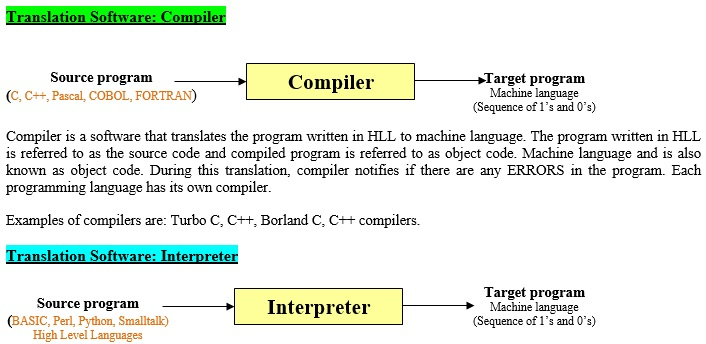 Translation Software: Compiler
Source program
(C, C++, Pascal, COBOL, FORTRAN)
Compiler
Target program
Machine language
(Sequence of 1's and 0's)
Compiler is a software that translates the program written in HLL to machine language. The program written in HLL
is referred to as the source code and compiled program is referred to as object code. Machine language and is also
known as object code. During this translation, compiler notifies if there are any ERRORS in the program. Each
programming language has its own compiler.
Examples of compilers are: Turbo C, C++, Borland C, C++ compilers.
Translation Software: Interpreter
Source program
(BASIC, Perl, Python, Smalltalk)
High Level Languages
Interpreter
Target program
Machine language
(Sequence of 1's and 0's)